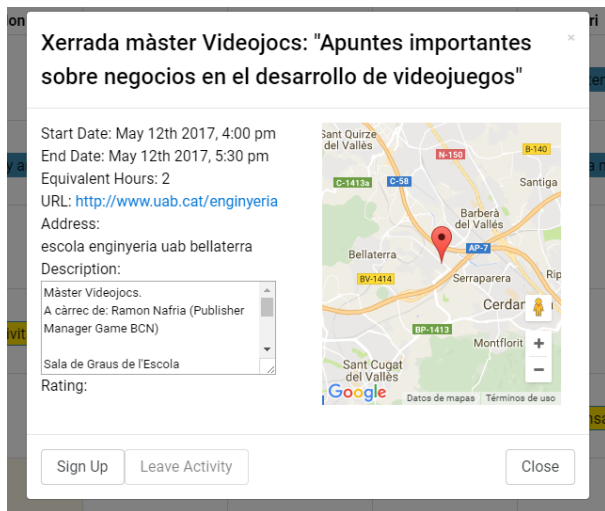 on
ri
Xerrada màster Videojocs: "Apuntes importantes
sobre negocios en el desarrollo de videojuegos"
×
Start Date: May 12th 2017, 4:00 pm
End Date: May 12th 2017, 5:30 pm
Equivalent Hours: 2
URL: http://www.uab.cat/enginyeria
Address:
escola enginyeria uab bellaterra
Description:
Màster Videojocs.
A càrrec de: Ramon Nafria (Publisher
Manager Game BCN)
Sala de Graus de l'Escola
Rating:
Sant Quirze
del Vallès
N-150
B-140
C-1413a
C-58
Santiga
Barberà
del Vallés
Bellaterra
AP-7
BV-1414
Serraparera
Rip
Cerdar
BP-1413
Montflorit
+
−
Sant Cugat
del Vallès
Google
Datos de mapas
Términos de uso
Sign Up
Leave Activity
Close